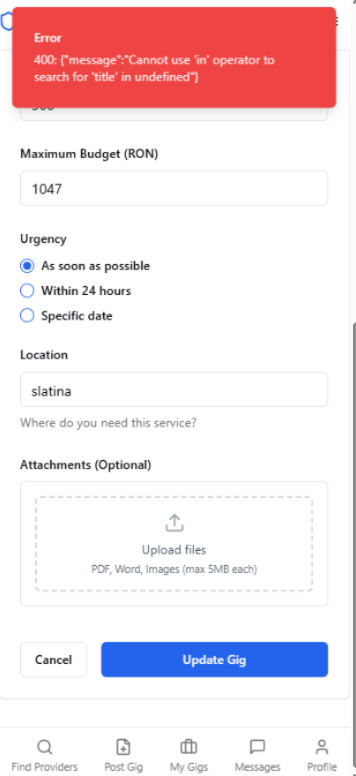 Error
400: {"message":"Cannot use 'in' operator to
search for 'title' in undefined"}
Maximum Budget (RON)
1047
Urgency
As soon as possible
Within 24 hours
Specific date
Location
slatina
Where do you need this service?
Attachments (Optional)
Upload files
PDF, Word, Images (max 5MB each)
Cancel
Update Gig
Find Providers
Post Gig
My Gigs
Messages
Profile